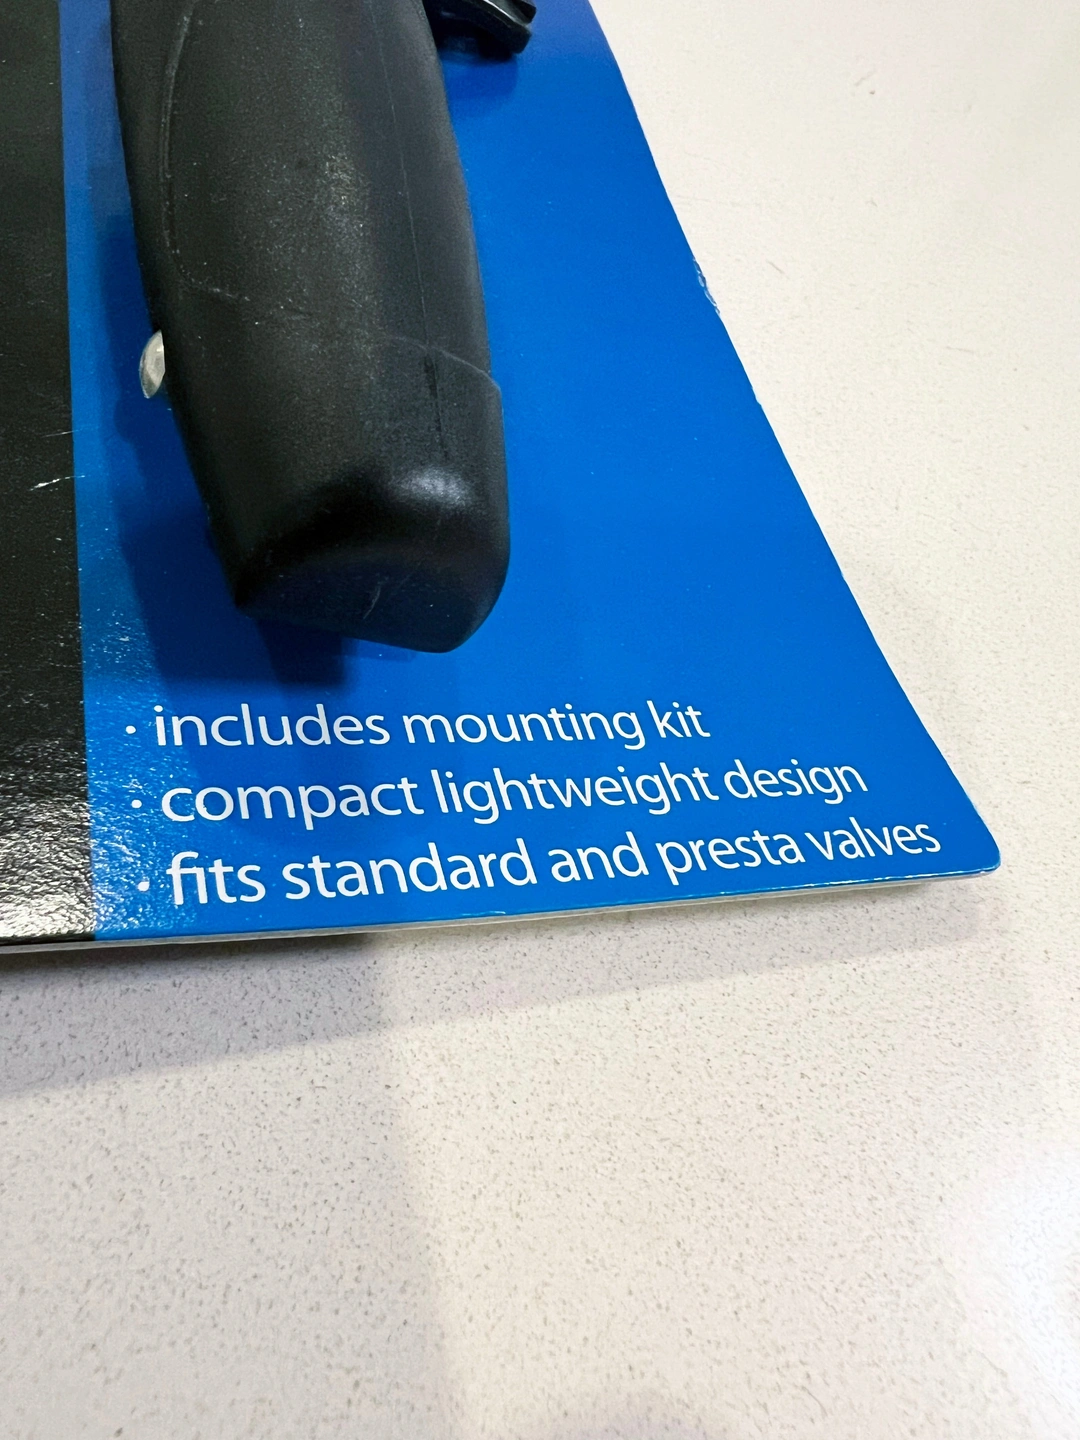 · includes mounting kit
· compact lightweight design
· fits standard and presta valves